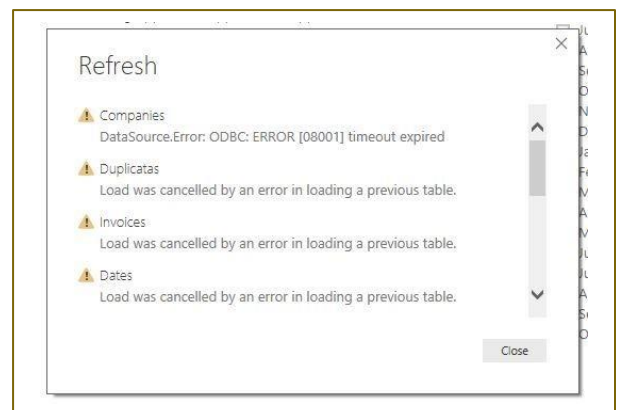 Refresh
Companies
DataSource.Error: ODBC: ERROR [08001] timeout expired
Duplicatas
Load was cancelled by an error in loading a previous table.
Invoices
Load was cancelled by an error in loading a previous table.
Dates
Load was cancelled by an error in loading a previous table.
Close